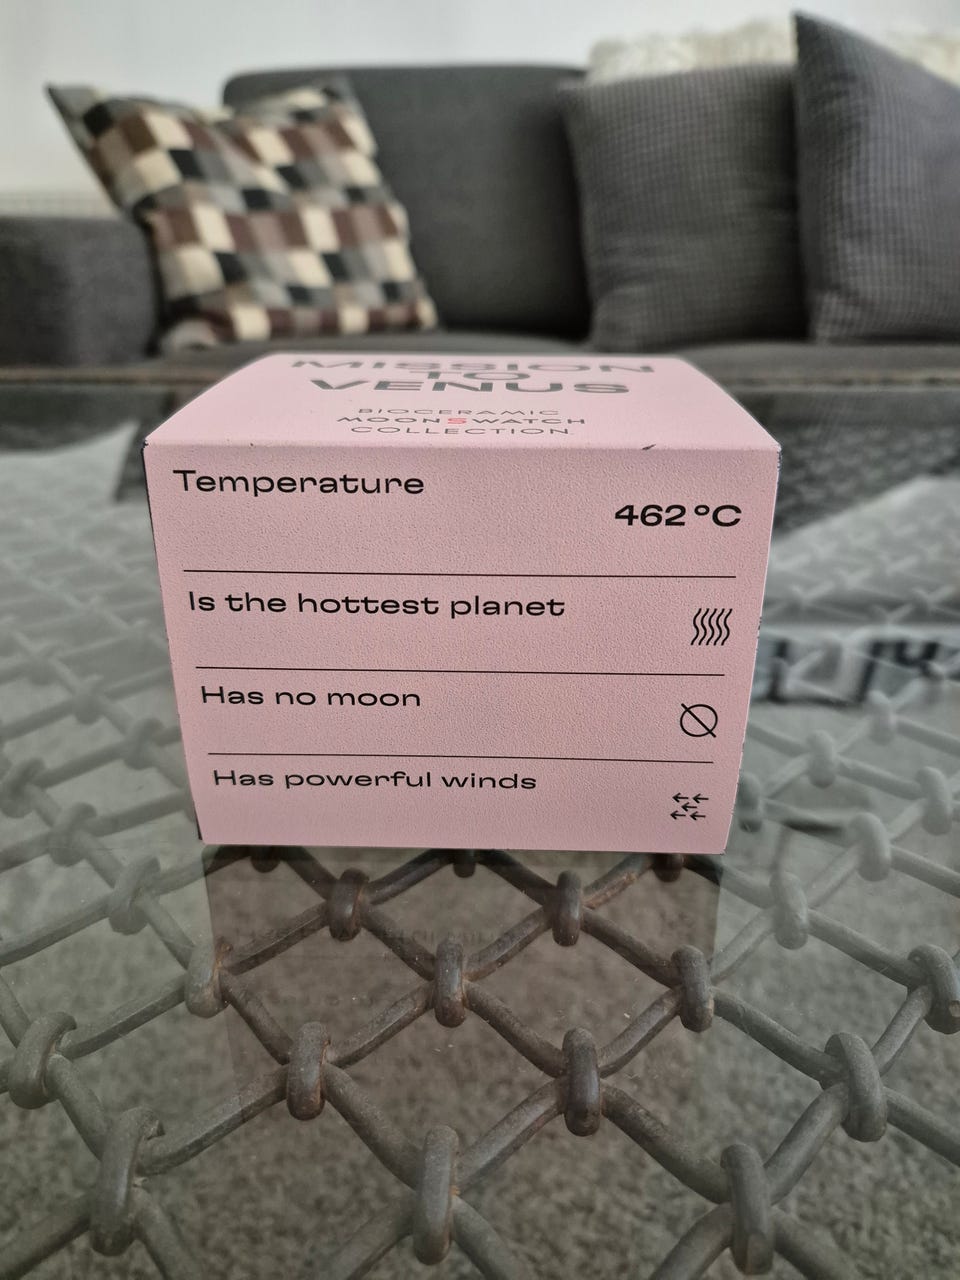 MISSION
TO
VENUS
BIOCERAMIC
MOONSWATCH
COLLECTION
Temperature
462°C
Is the hottest planet
Has no moon
Has powerful winds